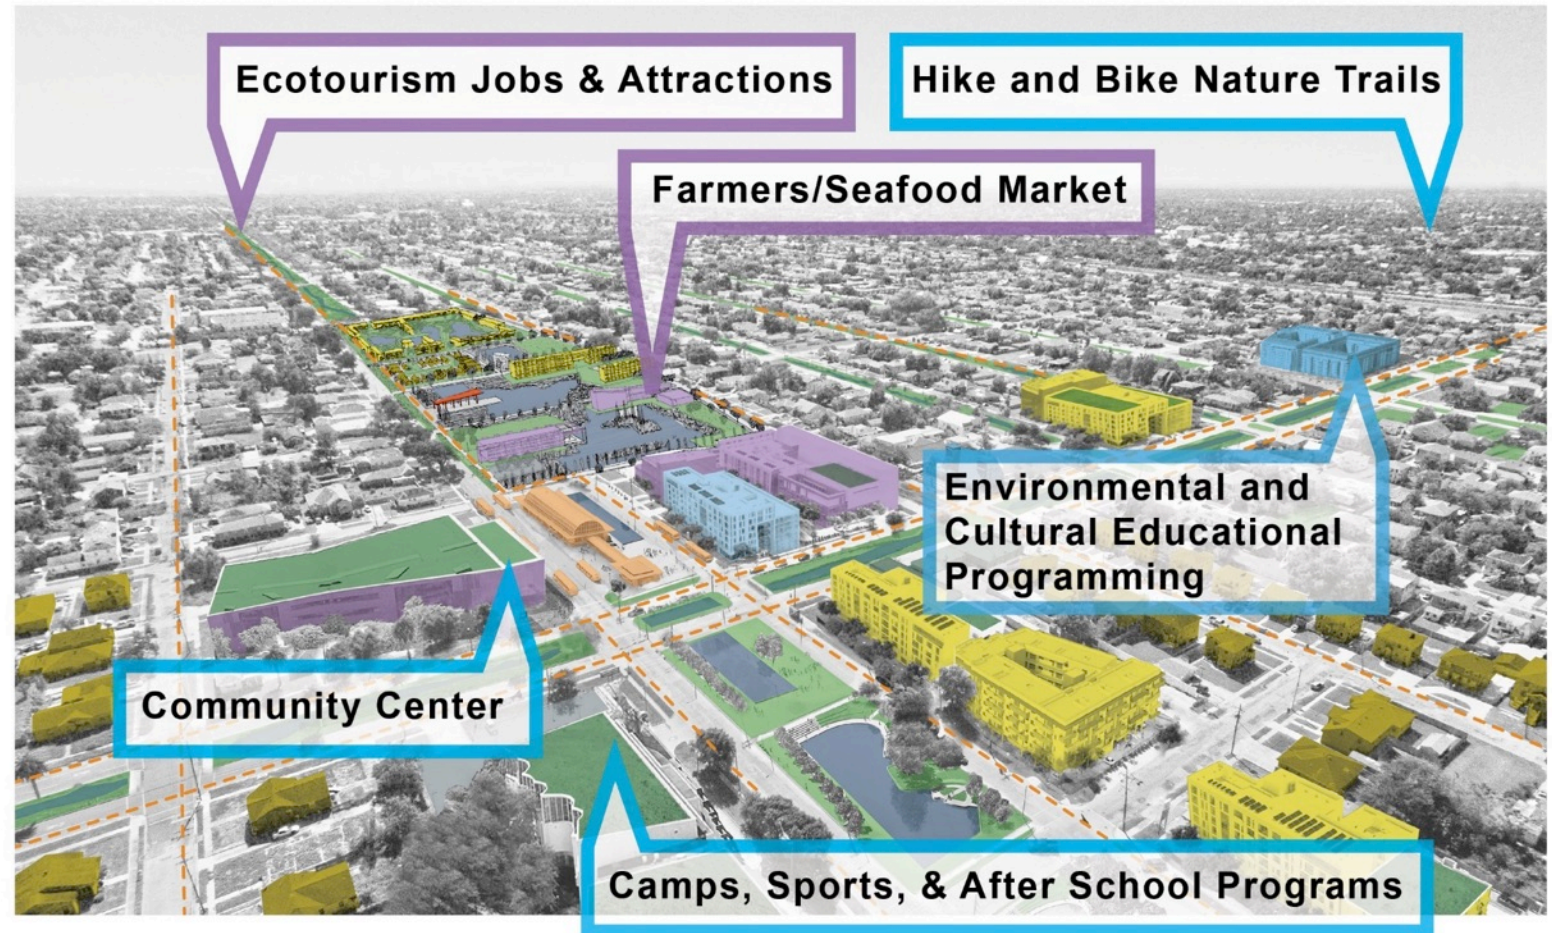 Ecotourism Jobs & Attractions
Hike and Bike Nature Trails
Farmers/Seafood Market
Environmental and
Cultural Educational
Programming
Community Center
Camps, Sports, & After School Programs